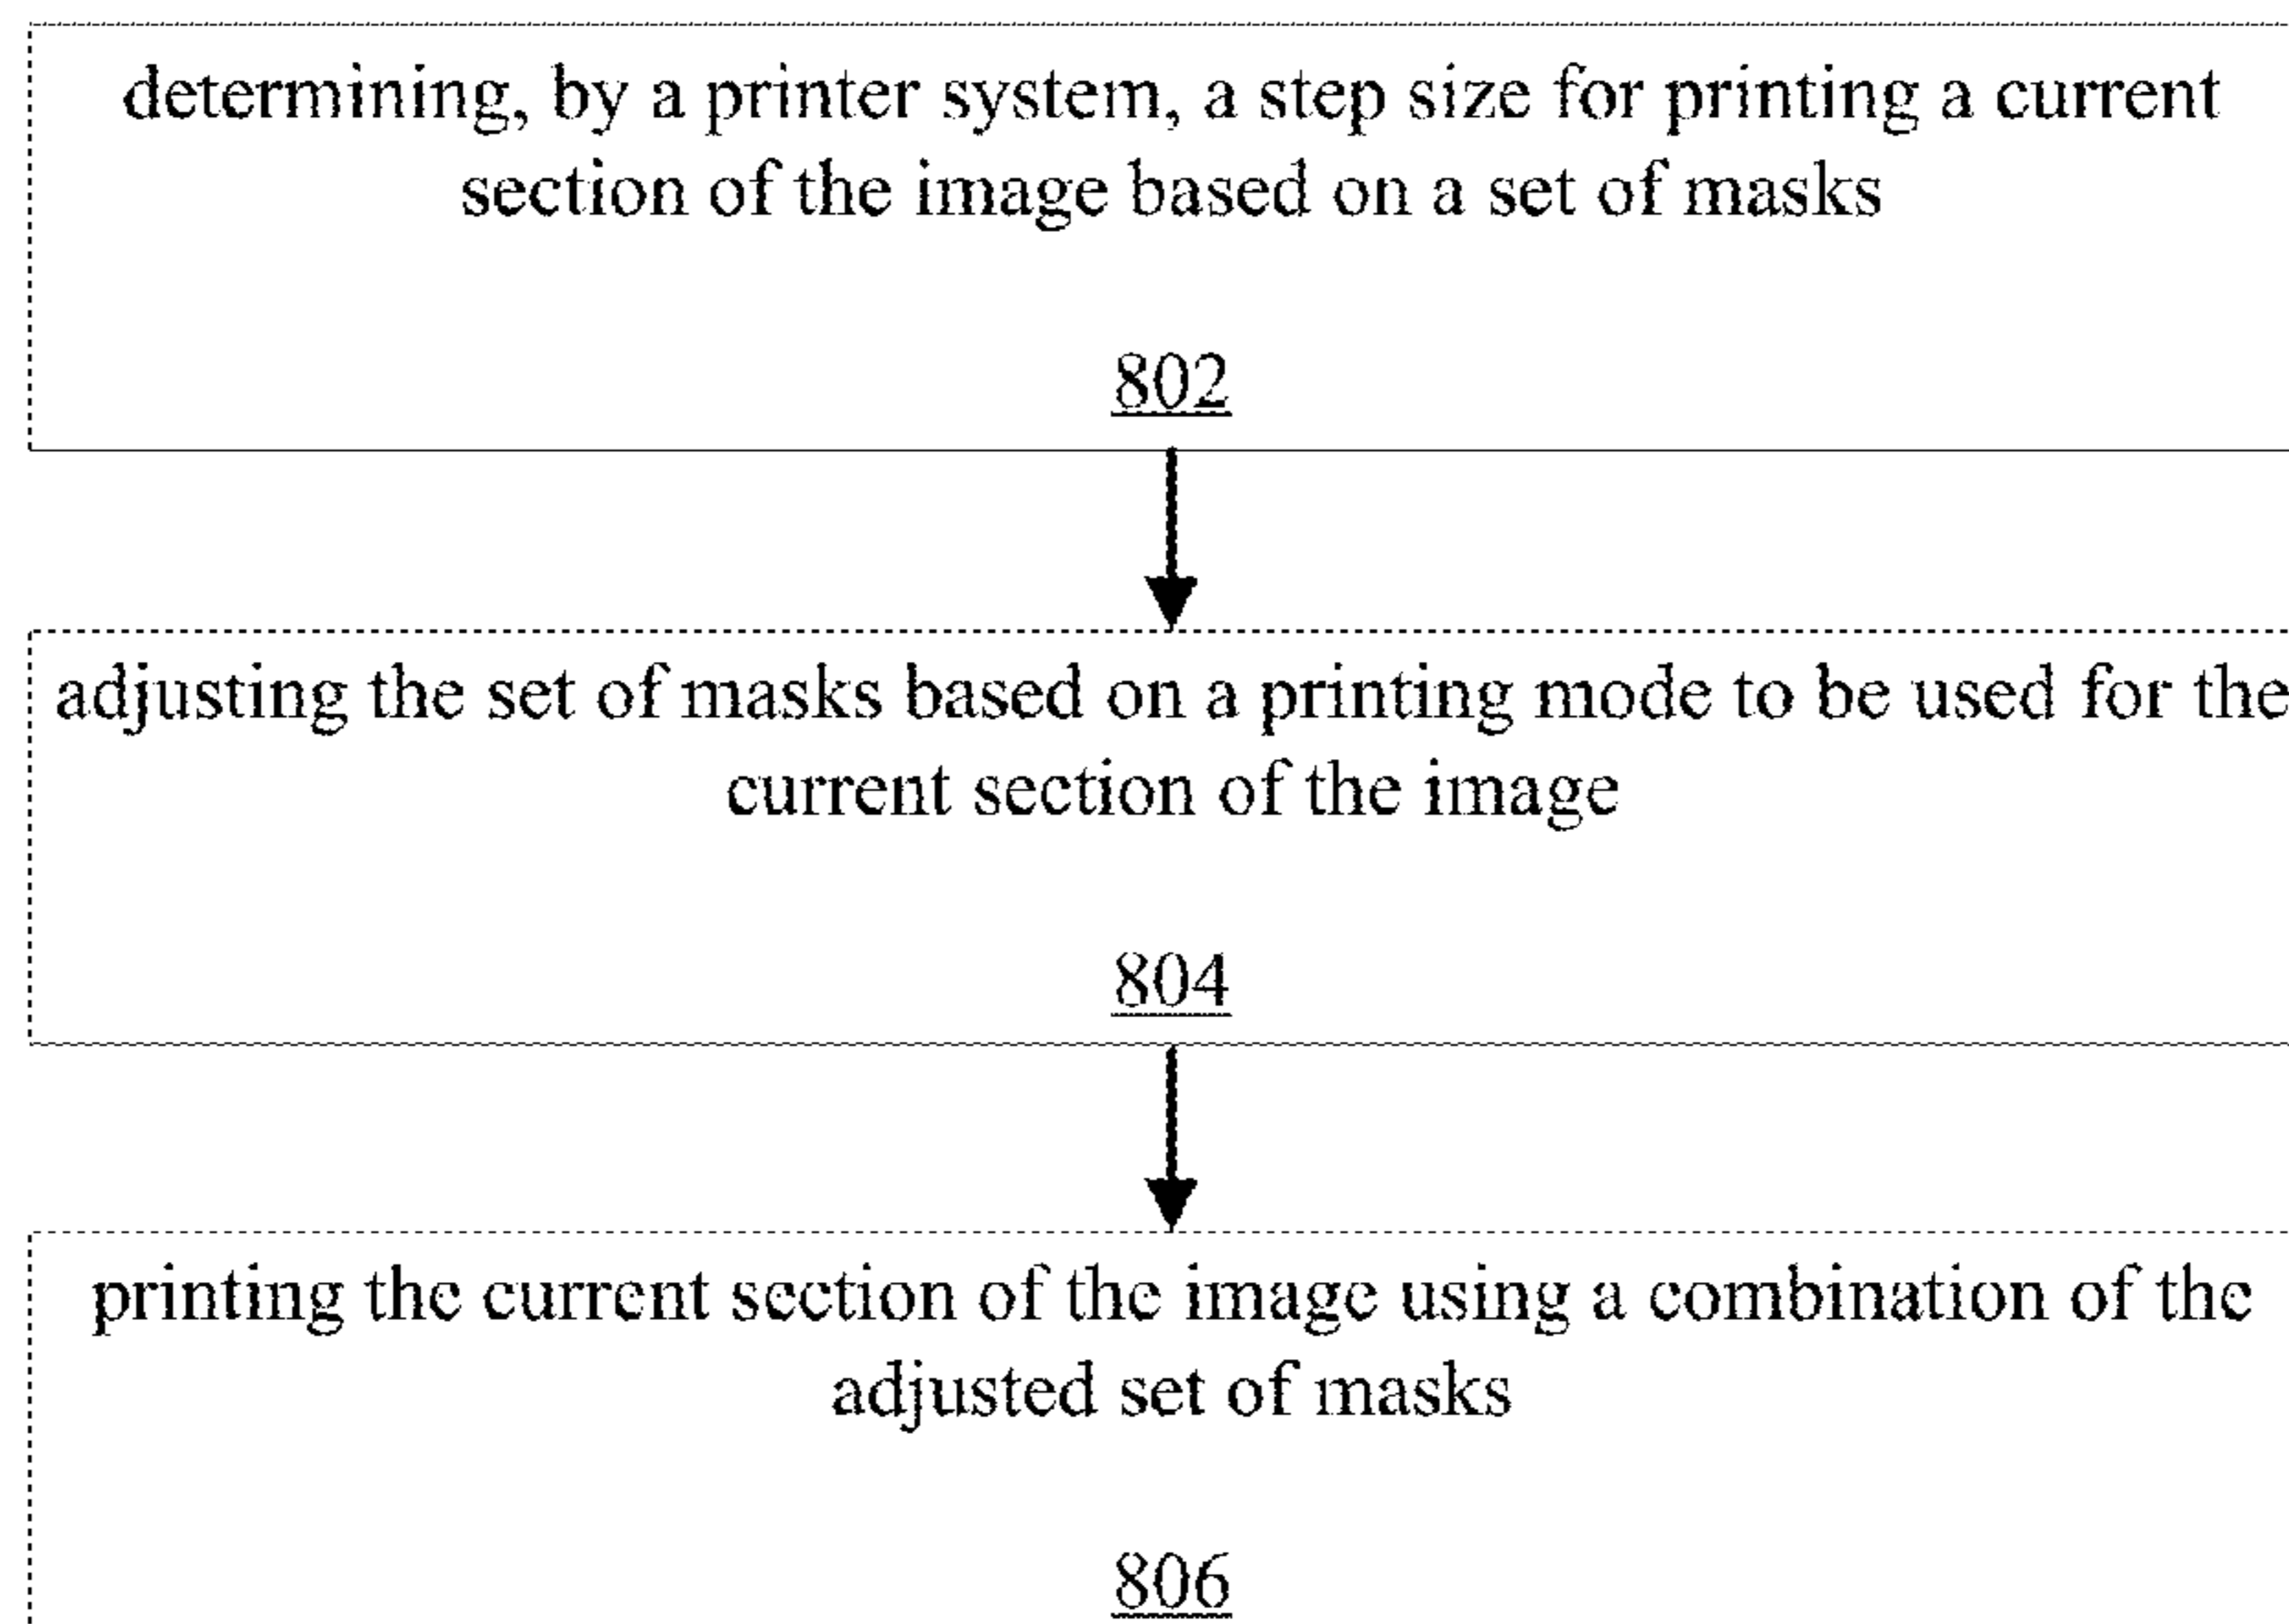 determining, by a printer system, a step size for printing a current
section of the image based on a set of masks
802
adjusting the set of masks based on a printing mode to be used for the
current section of the image
804
printing the current section of the image using a combination of the
adjusted set of masks
806